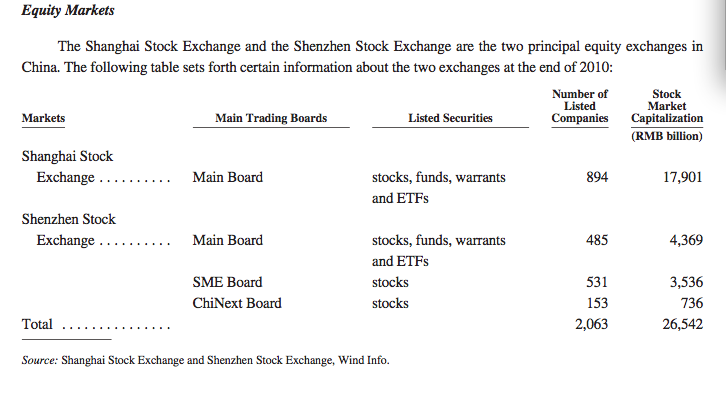 Equity Markets
The Shanghai Stock Exchange and the Shenzhen Stock Exchange are the two principal equity exchanges in
China. The following table sets forth certain information about the two exchanges at the end of 2010:
Markets Main Trading Boards Listed Securities Number of Listed Companies Stock Market Capitalization
(RMB billion)
Shanghai Stock
Exchange .......... Main Board stocks, funds, warrants 894 17,901
and ETFs
Shenzhen Stock
Exchange .......... Main Board stocks, funds, warrants 485 4,369
and ETFs
SME Board stocks 531 3,536
ChiNext Board stocks 153 736
Total ............... 2,063 26,542
Source: Shanghai Stock Exchange and Shenzhen Stock Exchange, Wind Info.